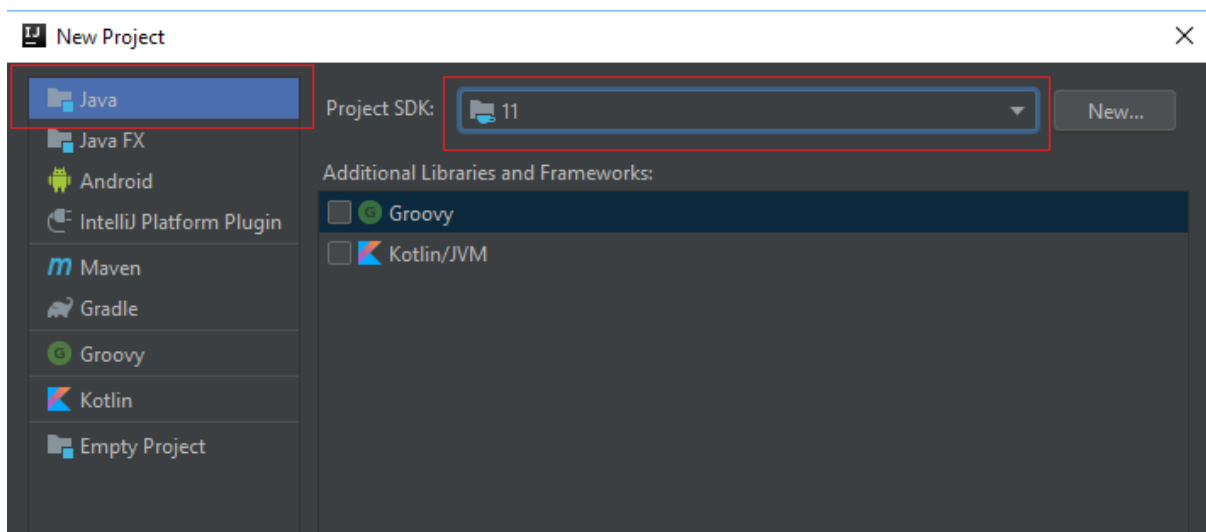 New Project
Java
Java FX
Android
IntelliJ Platform Plugin
Maven
Gradle
Groovy
Kotlin
Empty Project
Project SDK: 11 New...
Additional Libraries and Frameworks:
Groovy
Kotlin/JVM